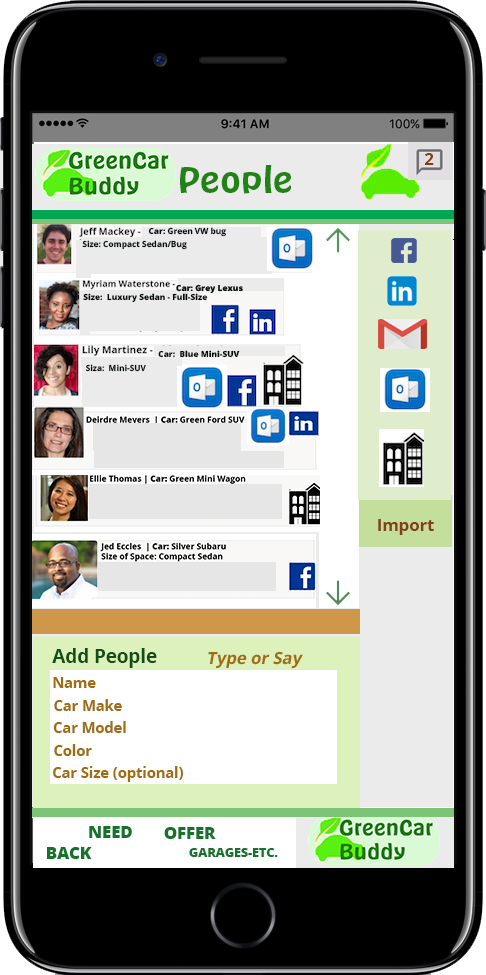 9:41 AM 100%
GreenCar
Buddy
People
2
Jeff Mackey - Car: Green VW bug
Size: Compact Sedan/Bug
Myriam Waterstone - Car: Grey Lexus
Size: Luxury Sedan - Full-Size
Lily Martinez - Car: Blue Mini-SUV
Siza: Mini-SUV
Deirdre Mevers | Car: Green Ford SUV
Ellie Thomas | Car: Green Mini Wagon
Jed Eccles | Car: Silver Subaru
Size of Space: Compact Sedan
Import
Add People Type or Say
Name
Car Make
Car Model
Color
Car Size (optional)
NEED OFFER
BACK GARAGES-ETC.
GreenCar
Buddy